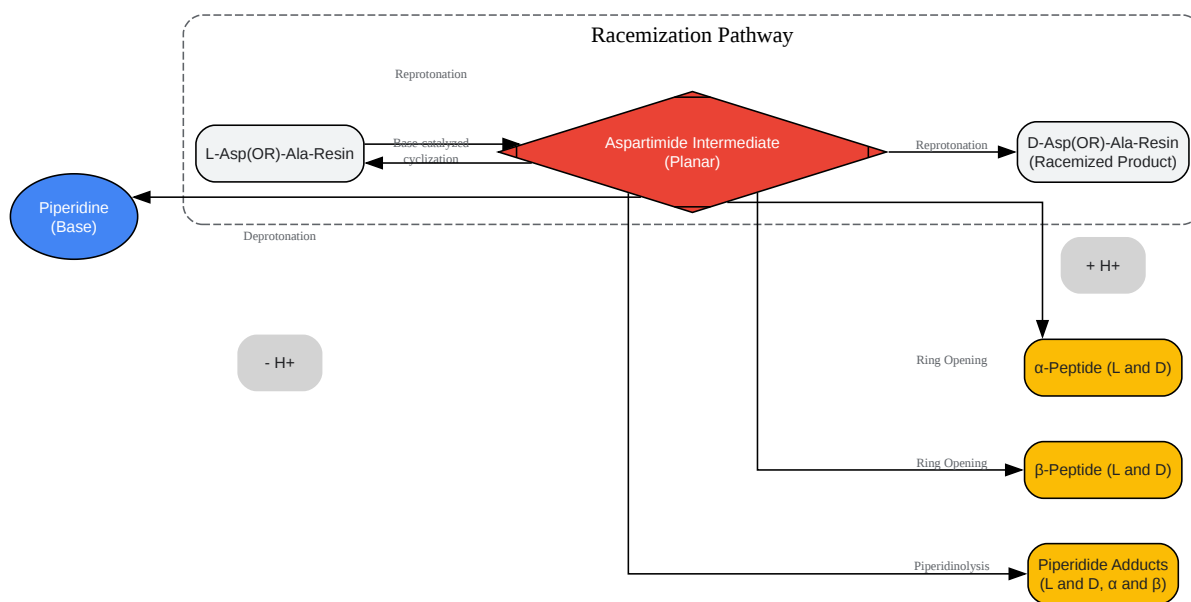 Racemization Pathway
Reprotonation
L-Asp(OR)-Ala-Resin
Base-catalyzed
cyclization
Aspartimide Intermediate
(Planar)
Reprotonation
D-Asp(OR)-Ala-Resin
(Racemized Product)
Piperidine
(Base)
Deprotonation
+ H+
- H+
Ring Opening
α-Peptide (L and D)
Ring Opening
β-Peptide (L and D)
Piperidinolysis
Piperidide Adducts
(L and D, α and β)